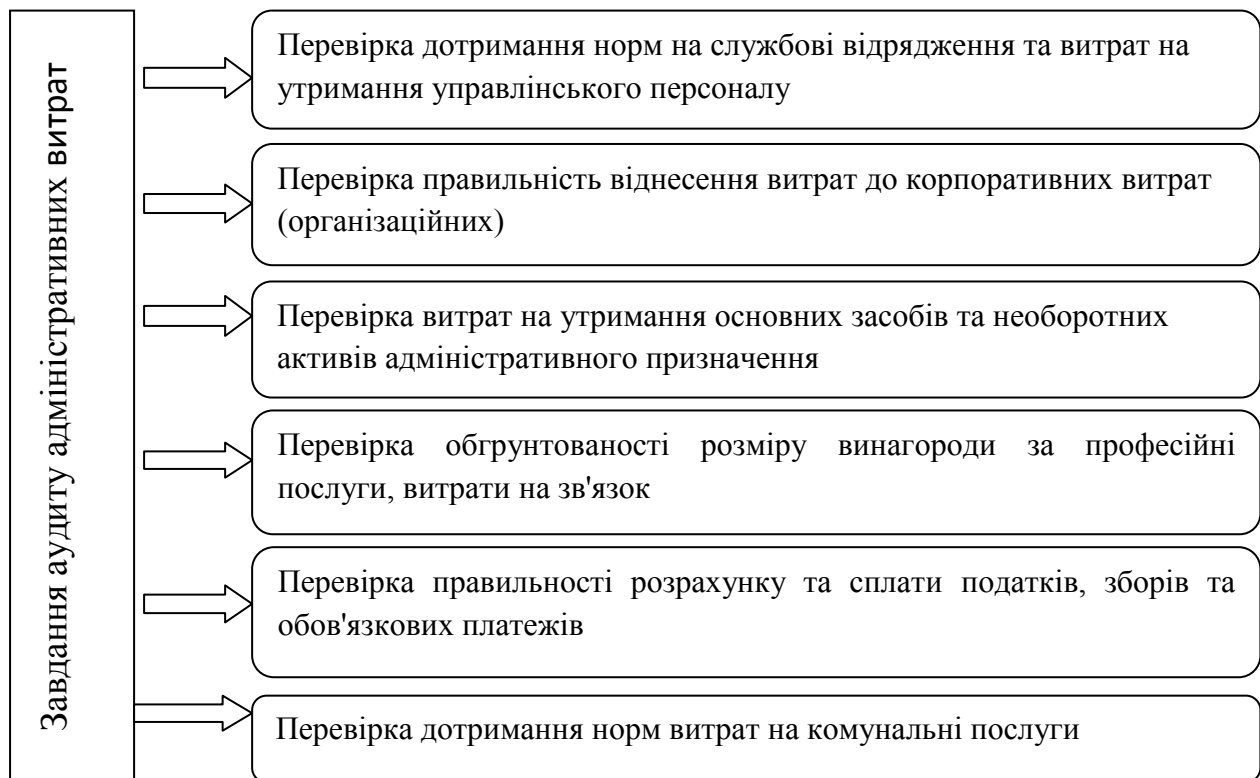 Завдання аудиту адміністративних витрат
Перевірка дотримання норм на службові відрядження та витрат на
утримання управлінського персоналу
Перевірка правильність віднесення витрат до корпоративних витрат
(організаційних)
Перевірка витрат на утримання основних засобів та необоротних
активів адміністративного призначення
Перевірка обгрунтованості розміру винагороди за професійні
послуги, витрати на зв'язок
Перевірка правильності розрахунку та сплати податків, зборів та
обов'язкових платежів
Перевірка дотримання норм витрат на комунальні послуги